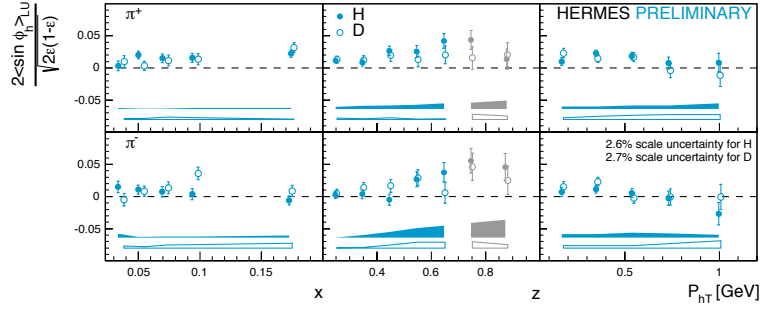 2<sin ϕh>LU
√2ε(1-ε)
π+
H
D
HERMES PRELIMINARY
0.05
0
-0.05
π-
2.6% scale uncertainty for H
2.7% scale uncertainty for D
0.05
0
-0.05
0.05 0.1 0.15
0.4 0.6 0.8
0.5 1
x
z
PhT [GeV]